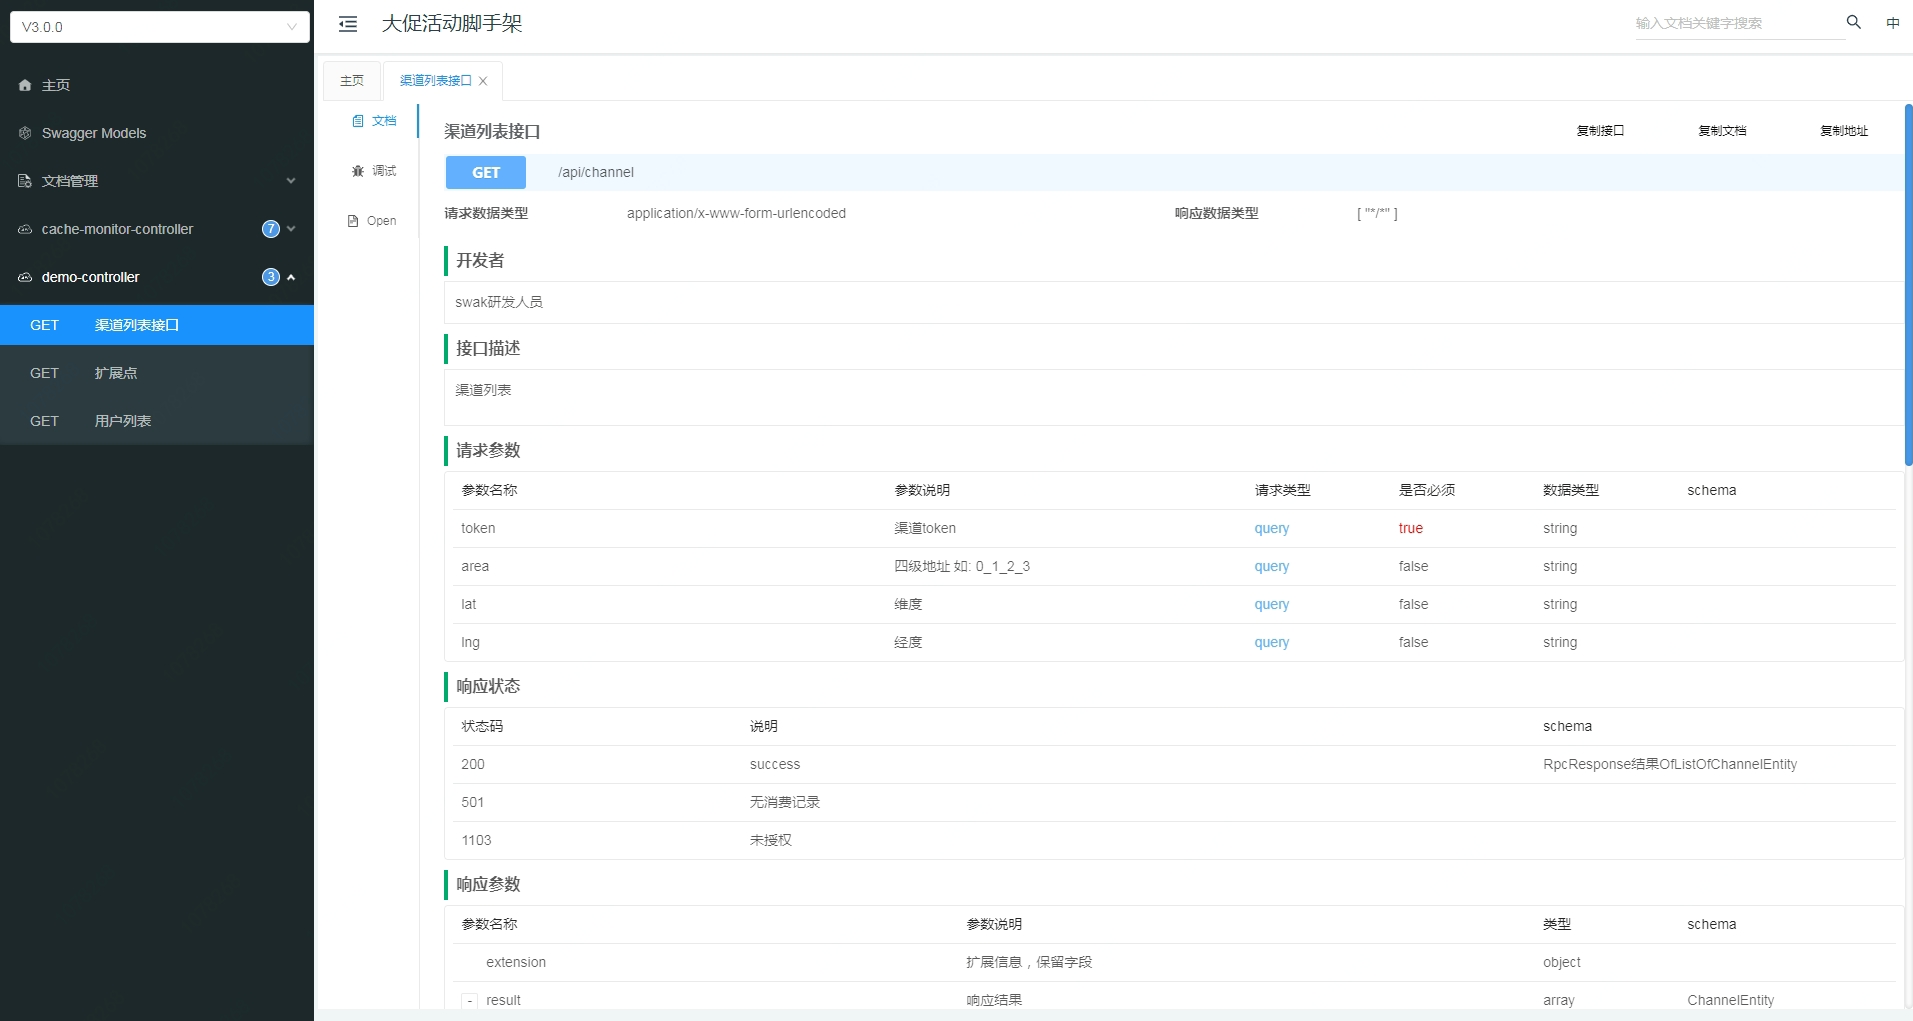 V3.0.0
主页
Swagger Models
文档管理
cache-monitor-controller 7
demo-controller 3
GET 渠道列表接口
GET 扩展点
GET 用户列表
大促活动脚手架
输入文档关键字搜索
中
主页
渠道列表接口
文档
调试
Open
渠道列表接口
复制接口 复制文档 复制地址
GET /api/channel
请求数据类型 application/x-www-form-urlencoded 响应数据类型 [ "*/*" ]
开发者
swak研发人员
接口描述
渠道列表
请求参数
参数名称 参数说明 请求类型 是否必须 数据类型 schema
token 渠道token query true string
area 四级地址 如: 0_1_2_3 query false string
lat 维度 query false string
lng 经度 query false string
响应状态
状态码 说明 schema
200 success RpcResponse结果OfListOfChannelEntity
501 无消费记录
1103 未授权
响应参数
参数名称 参数说明 类型 schema
extension 扩展信息，保留字段 object
- result 响应结果 array ChannelEntity